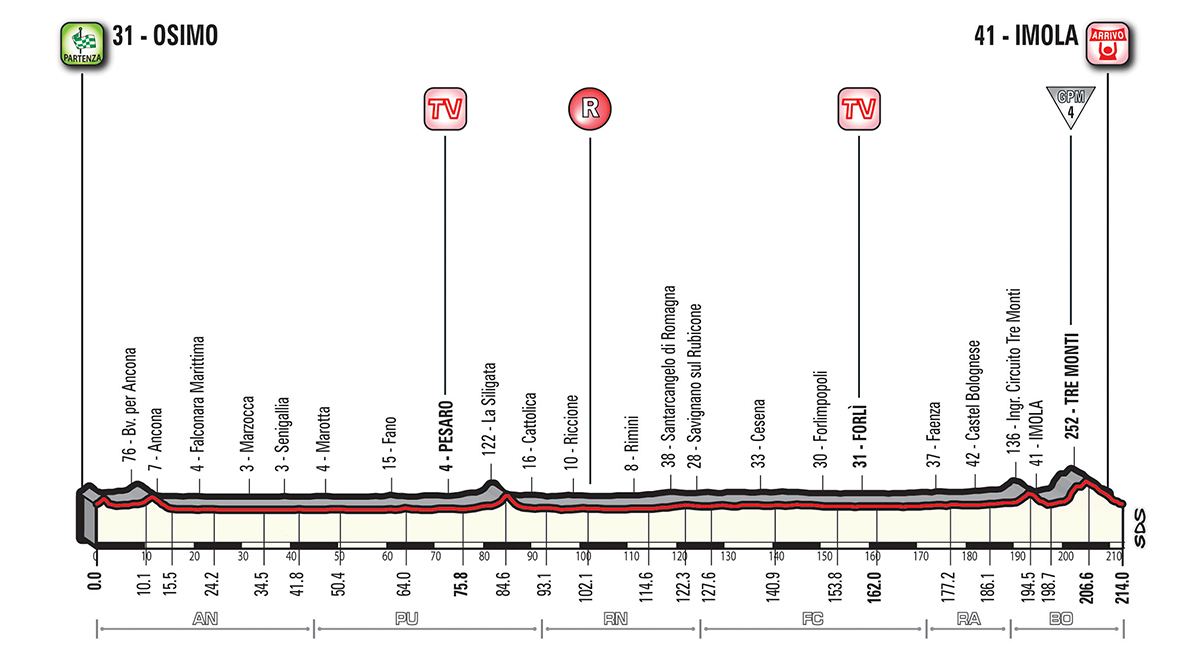 31 - OSIMO
PARTENZA
41 - IMOLA
ARRIVO
TV
R
TV
GPM
4
76 - Bv. per Ancona
7 - Ancona
4 - Falconara Marittima
3 - Marzocca
3 - Senigallia
4 - Marotta
15 - Fano
4 - PESARO
122 - La Siligata
16 - Cattolica
10 - Riccione
8 - Rimini
38 - Santarcangelo di Romagna
28 - Savignano sul Rubicone
33 - Cesena
30 - Forlimpopoli
31 - FORLÌ
37 - Faenza
42 - Castel Bolognese
136 - Ingr. Circuito Tre Monti
41 - IMOLA
252 - TRE MONTI
SDS
0 10 20 30 40 50 60 70 80 90 100 110 120 130 140 150 160 170 180 190 200 210
0.0 10.1 15.5 24.2 34.5 41.8 50.4 64.0 75.8 84.6 93.1 102.1 114.6 122.3 127.6 140.9 153.8 162.0 177.2 186.1 194.5 198.7 206.6 214.0
AN PU RN FC RA BO